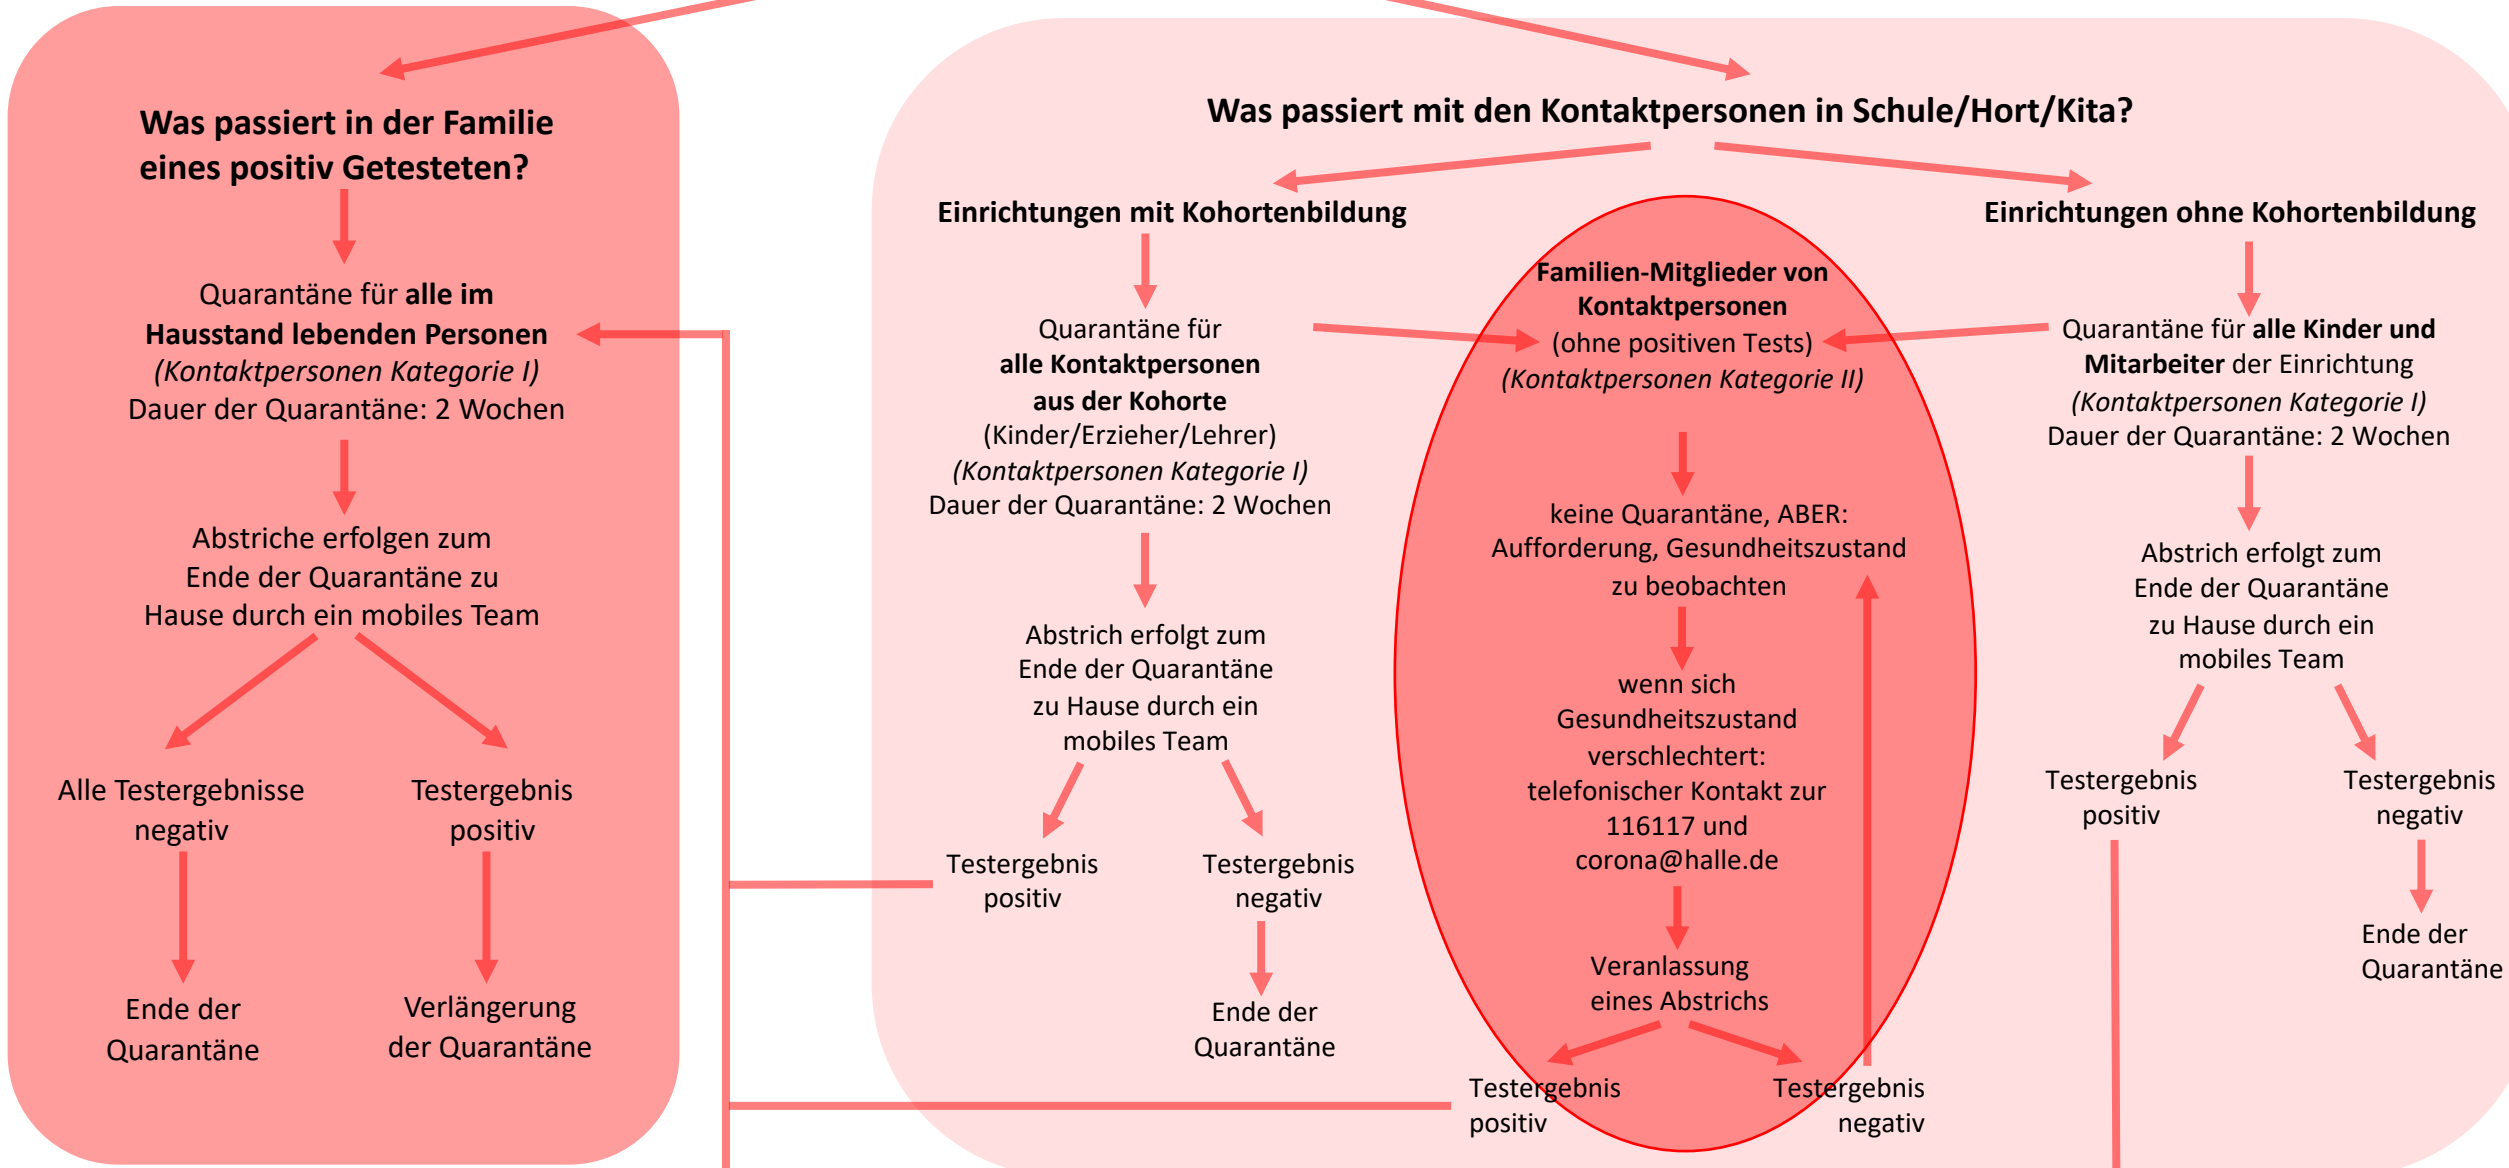 Was passiert in der Familie
eines positiv Getesteten?
Quarantäne für alle im
Hausstand lebenden Personen
(Kontaktpersonen Kategorie I)
Dauer der Quarantäne: 2 Wochen
Abstriche erfolgen zum
Ende der Quarantäne zu
Hause durch ein mobiles Team
Alle Testergebnisse
negativ
Testergebnis
positiv
Ende der
Quarantäne
Verlängerung
der Quarantäne
Was passiert mit den Kontaktpersonen in Schule/Hort/Kita?
Einrichtungen mit Kohortenbildung
Quarantäne für
alle Kontaktpersonen
aus der Kohorte
(Kinder/Erzieher/Lehrer)
(Kontaktpersonen Kategorie I)
Dauer der Quarantäne: 2 Wochen
Abstrich erfolgt zum
Ende der Quarantäne
zu Hause durch ein
mobiles Team
Testergebnis
positiv
Testergebnis
negativ
Ende der
Quarantäne
Familien-Mitglieder von
Kontaktpersonen
(ohne positiven Tests)
(Kontaktpersonen Kategorie II)
keine Quarantäne, ABER:
Aufforderung, Gesundheitszustand
zu beobachten
wenn sich
Gesundheitszustand
verschlechtert:
telefonischer Kontakt zur
116117 und
corona@halle.de
Veranlassung
eines Abstrichs
Testergebnis
positiv
Testergebnis
negativ
Einrichtungen ohne Kohortenbildung
Quarantäne für alle Kinder und
Mitarbeiter der Einrichtung
(Kontaktpersonen Kategorie I)
Dauer der Quarantäne: 2 Wochen
Abstrich erfolgt zum
Ende der Quarantäne
zu Hause durch ein
mobiles Team
Testergebnis
positiv
Testergebnis
negativ
Ende der
Quarantäne